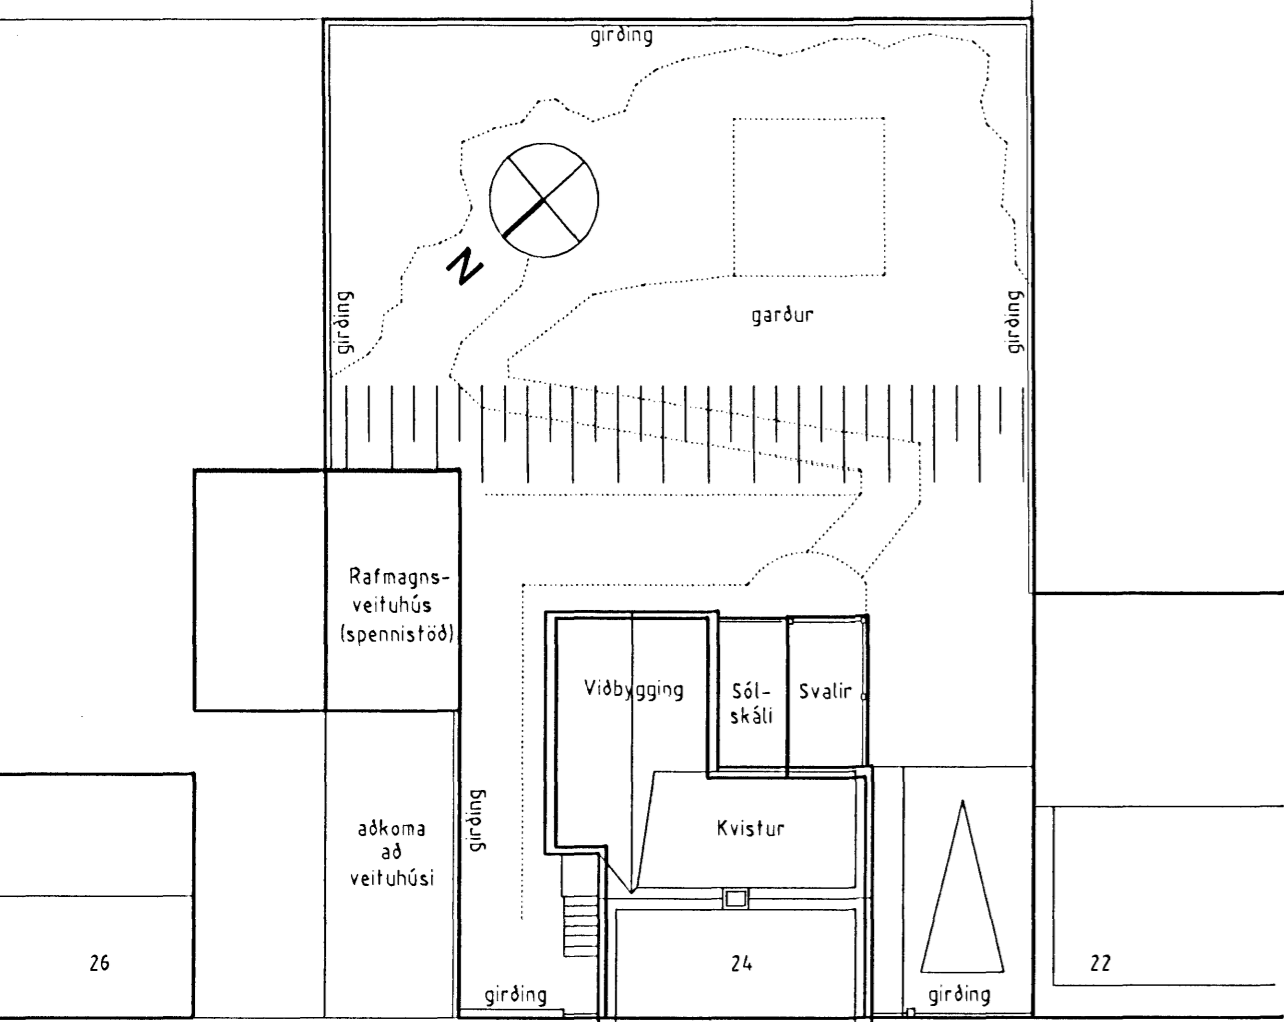 girðing
N
girðing
girðing
garður
Rafmagns-
veituhús
(spennistöð)
Viðbygging
Sól-
skáli
Svalir
girðing
aðkoma
að
veituhúsi
Kvistur
26
24
22
girðing
girðing